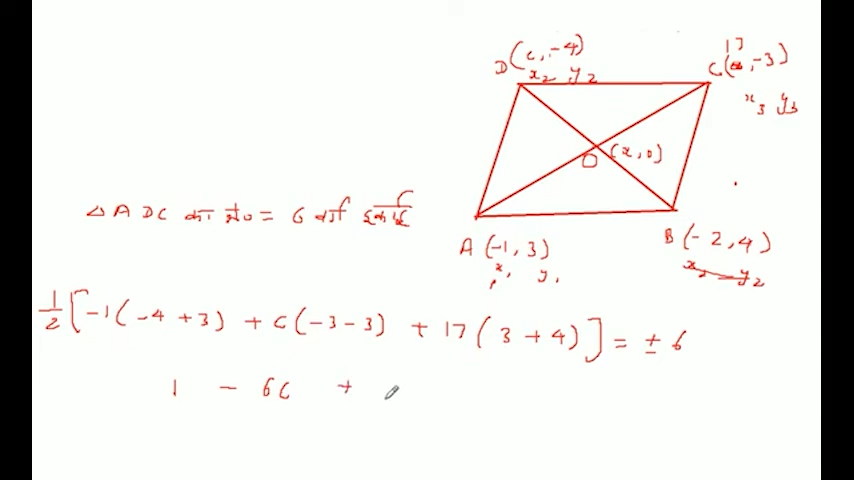 D (c, -4)
x₂ y₂
17
C( , -3)
x₃ y₃
O (x, 0)
Δ ADC का क्षे० = 6 वर्ग इकाई
A (-1, 3)
x₁ y₁
B (-2, 4)
x₂ y₂
1/2 [-1(-4+3) + c(-3-3) + 17(3+4)] = ± 6
1 - 6c +